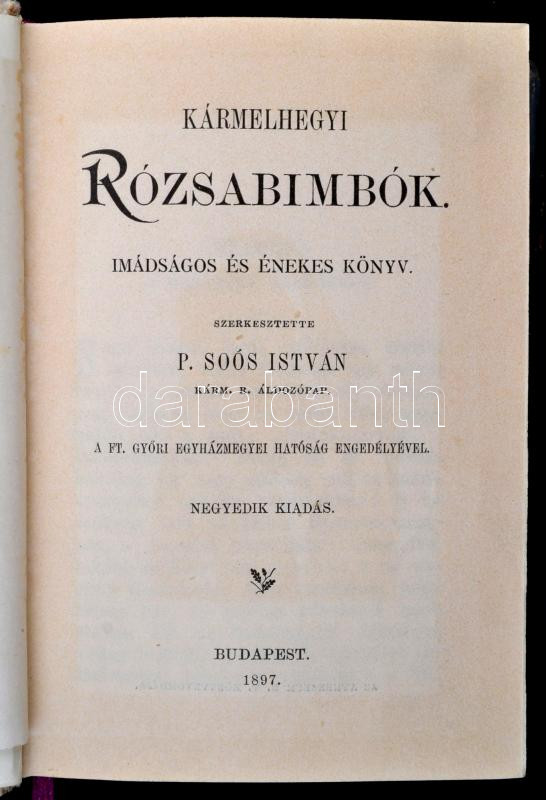 KÁRMELHEGYI
RÓZSABIMBÓK.
IMÁDSÁGOS ÉS ÉNEKES KÖNYV.
SZERKESZTETTE
P. SOÓS ISTVÁN
KÁRM. R. ÁLDOZÓPAP.
darabanth
A FT. GYŐRI EGYHÁZMEGYEI HATÓSÁG ENGEDÉLYÉVEL.
NEGYEDIK KIADÁS.
BUDAPEST.
1897.